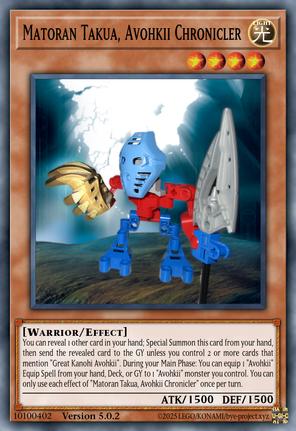 Matoran Takua, Avohkii Chronicler
LIGHT
光
[Warrior/Effect]
You can reveal 1 other card in your hand; Special Summon this card from your hand,
then send the revealed card to the GY unless you control 2 or more cards that
mention "Great Kanohi Avohkii". During your Main Phase: You can equip 1 "Avohkii"
Equip Spell from your hand, Deck, or GY to 1 "Avohkii" monster you control. You can
only use each effect of "Matoran Takua, Avohkii Chronicler" once per turn.
ATK/1500 DEF/1500
10100402 Version 5.0.2 ©2025 LEGO/KONAMI/bye-project.xyz